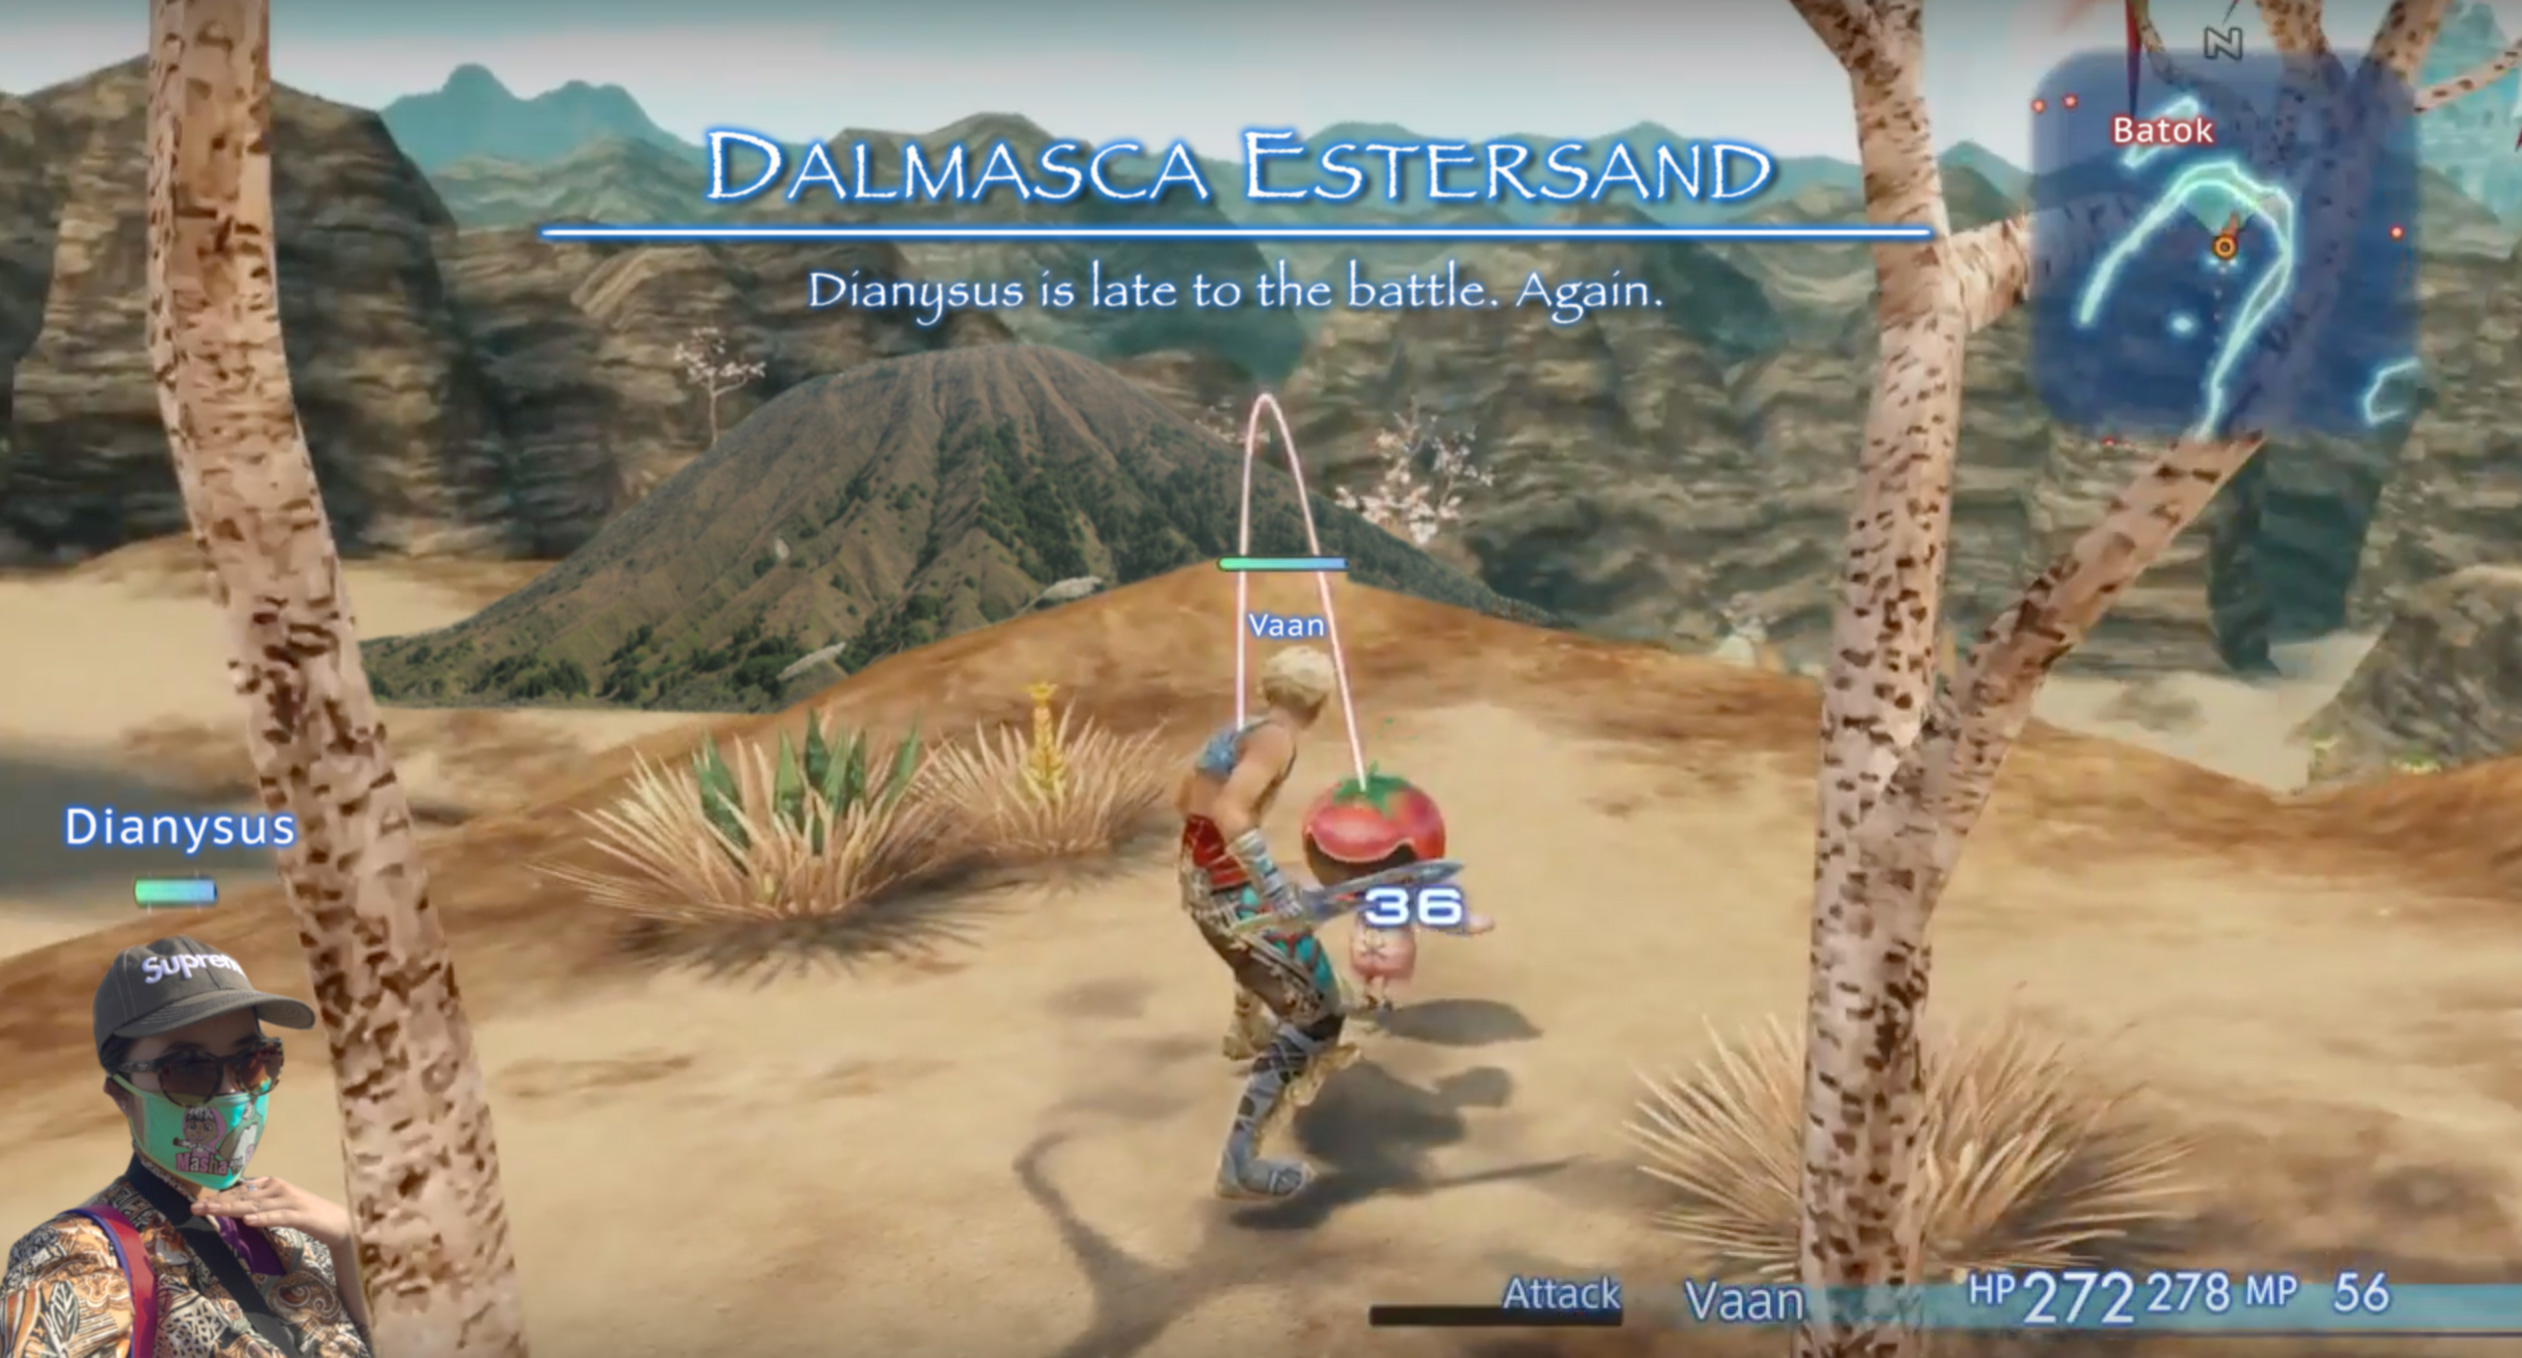 N
Batok
DALMASCA ESTERSAND
Dianysus is late to the battle. Again.
Vaan
Dianysus
36
Masha
Attack Vaan HP 272 278 MP 56